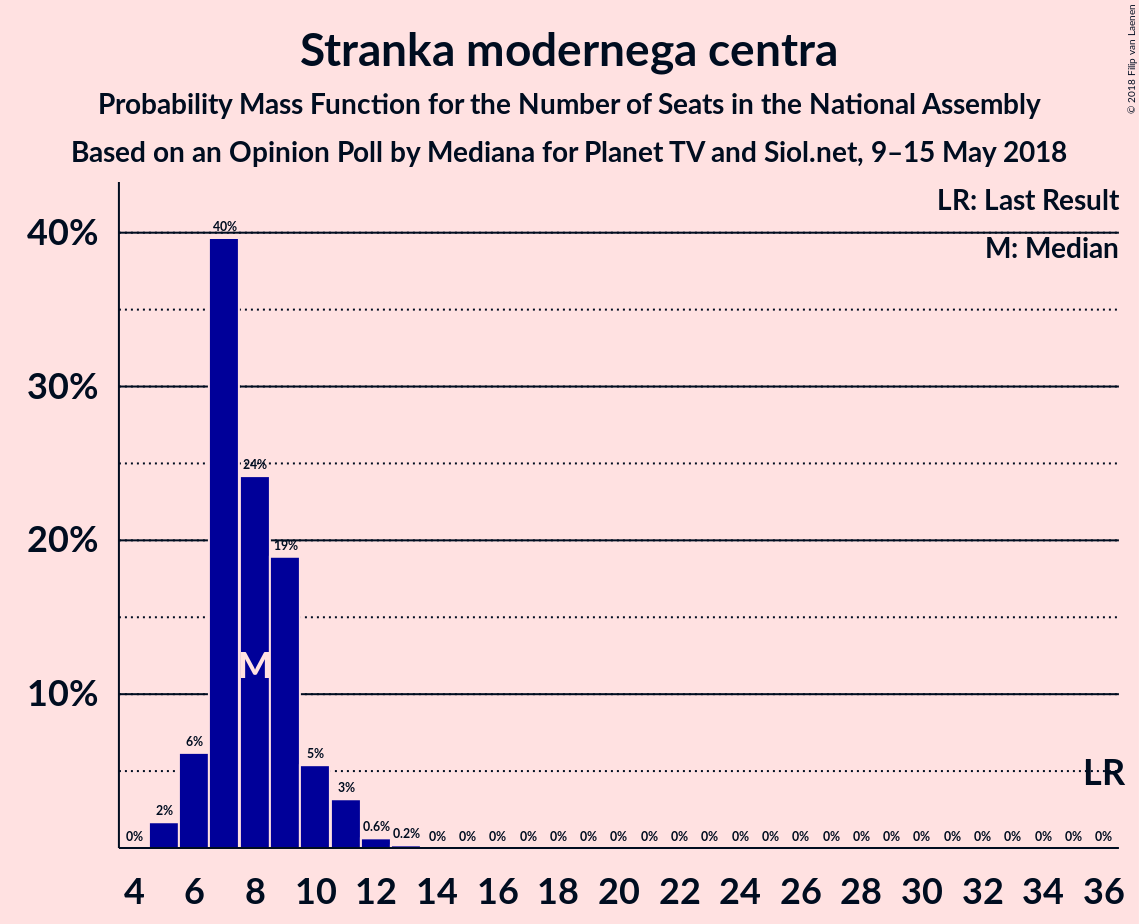 Stranka modernega centra
Probability Mass Function for the Number of Seats in the National Assembly
Based on an Opinion Poll by Mediana for Planet TV and Siol.net, 9–15 May 2018
© 2018 Filip van Laenen
LR: Last Result
M: Median
40%
30%
20%
10%
0% 2% 6% 40% 24% 19% 5% 3% 0.6% 0.2% 0% 0% 0% 0% 0% 0% 0% 0% 0% 0% 0% 0% 0% 0% 0% 0% 0% 0% 0% 0% 0% 0% 0%
M
LR
4 6 8 10 12 14 16 18 20 22 24 26 28 30 32 34 36